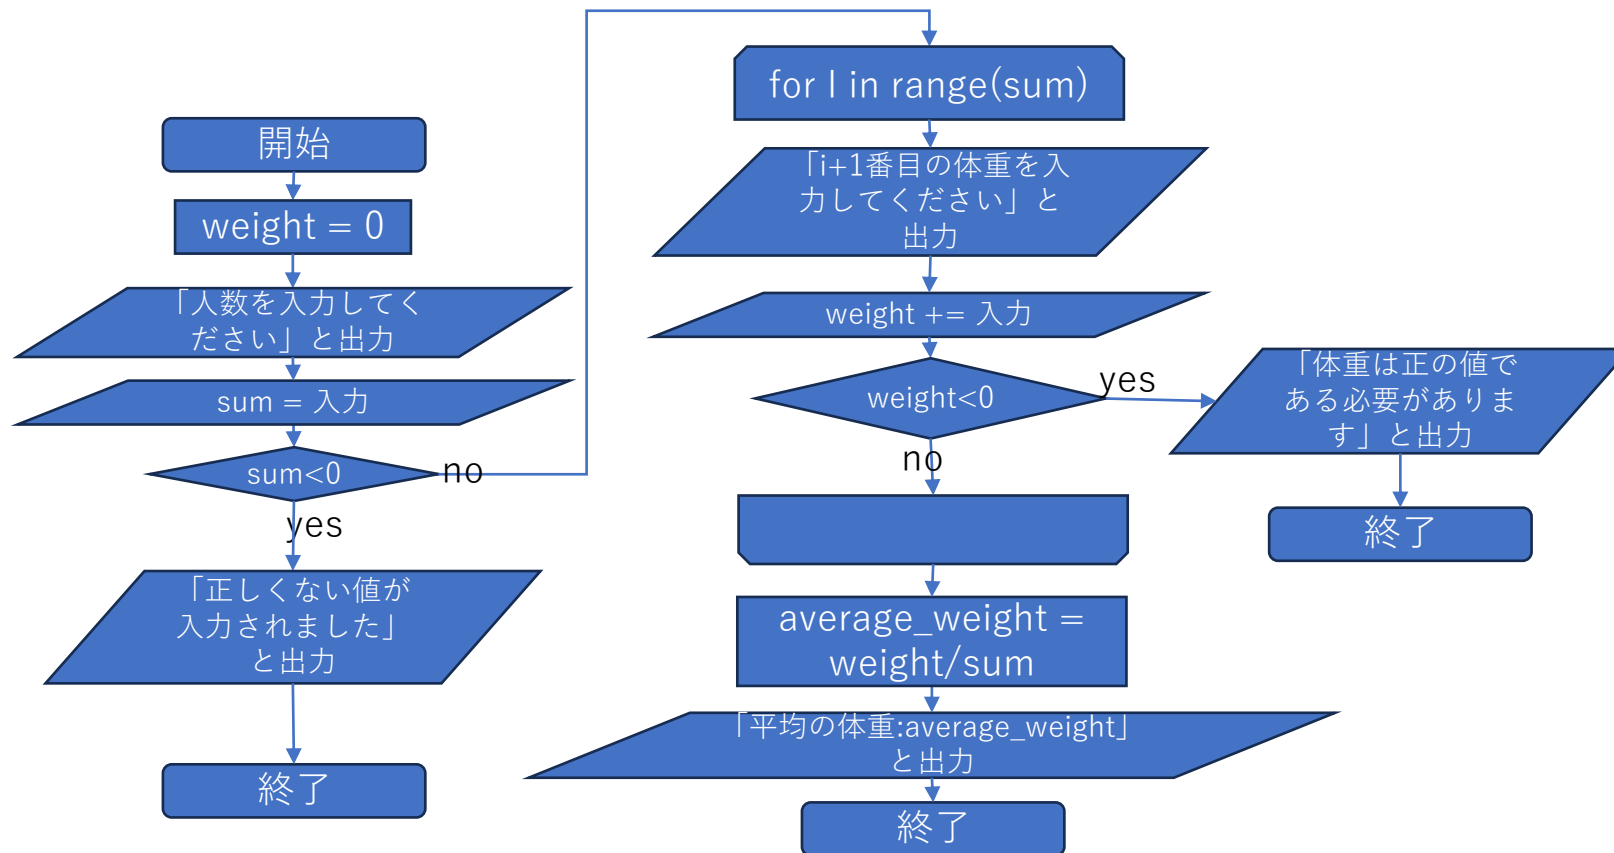 開始
weight = 0
「人数を入力してく
ださい」と出力
sum = 入力
sum<0
no
yes
「正しくない値が
入力されました」
と出力
終了
for I in range(sum)
「i+1番目の体重を入
力してください」と
出力
weight += 入力
weight<0
yes
「体重は正の値で
ある必要がありま
す」と出力
終了
no
average_weight =
weight/sum
「平均の体重:average_weight」
と出力
終了